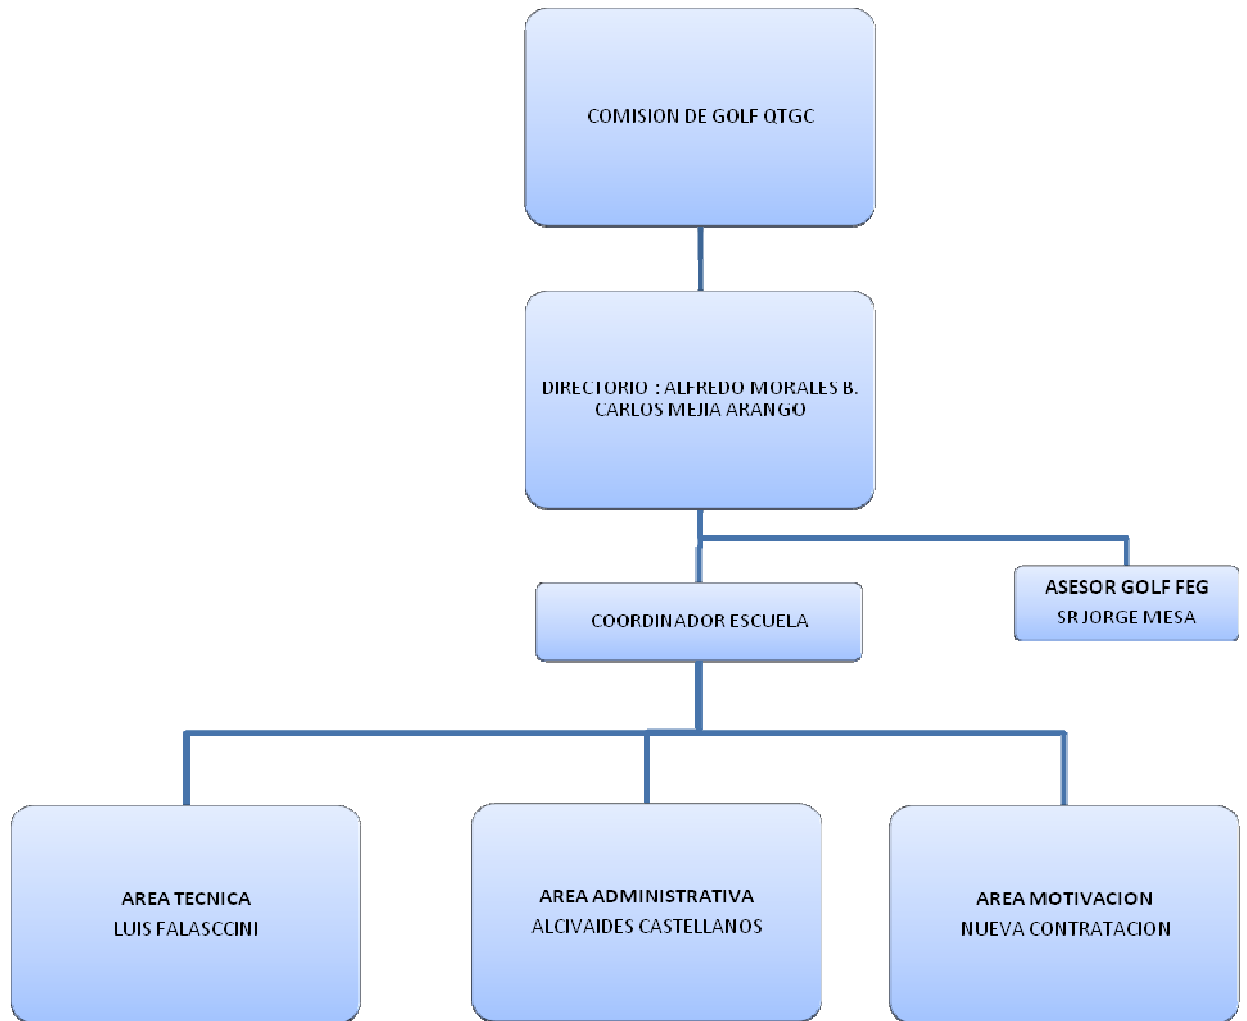 COMISION DE GOLF QTGC
DIRECTORIO : ALFREDO MORALES B.
CARLOS MEJIA ARANGO
COORDINADOR ESCUELA
ASESOR GOLF FEG
SR JORGE MESA
AREA TECNICA
LUIS FALASCCINI
AREA ADMINISTRATIVA
ALCIVAIDES CASTELLANOS
AREA MOTIVACION
NUEVA CONTRATACION